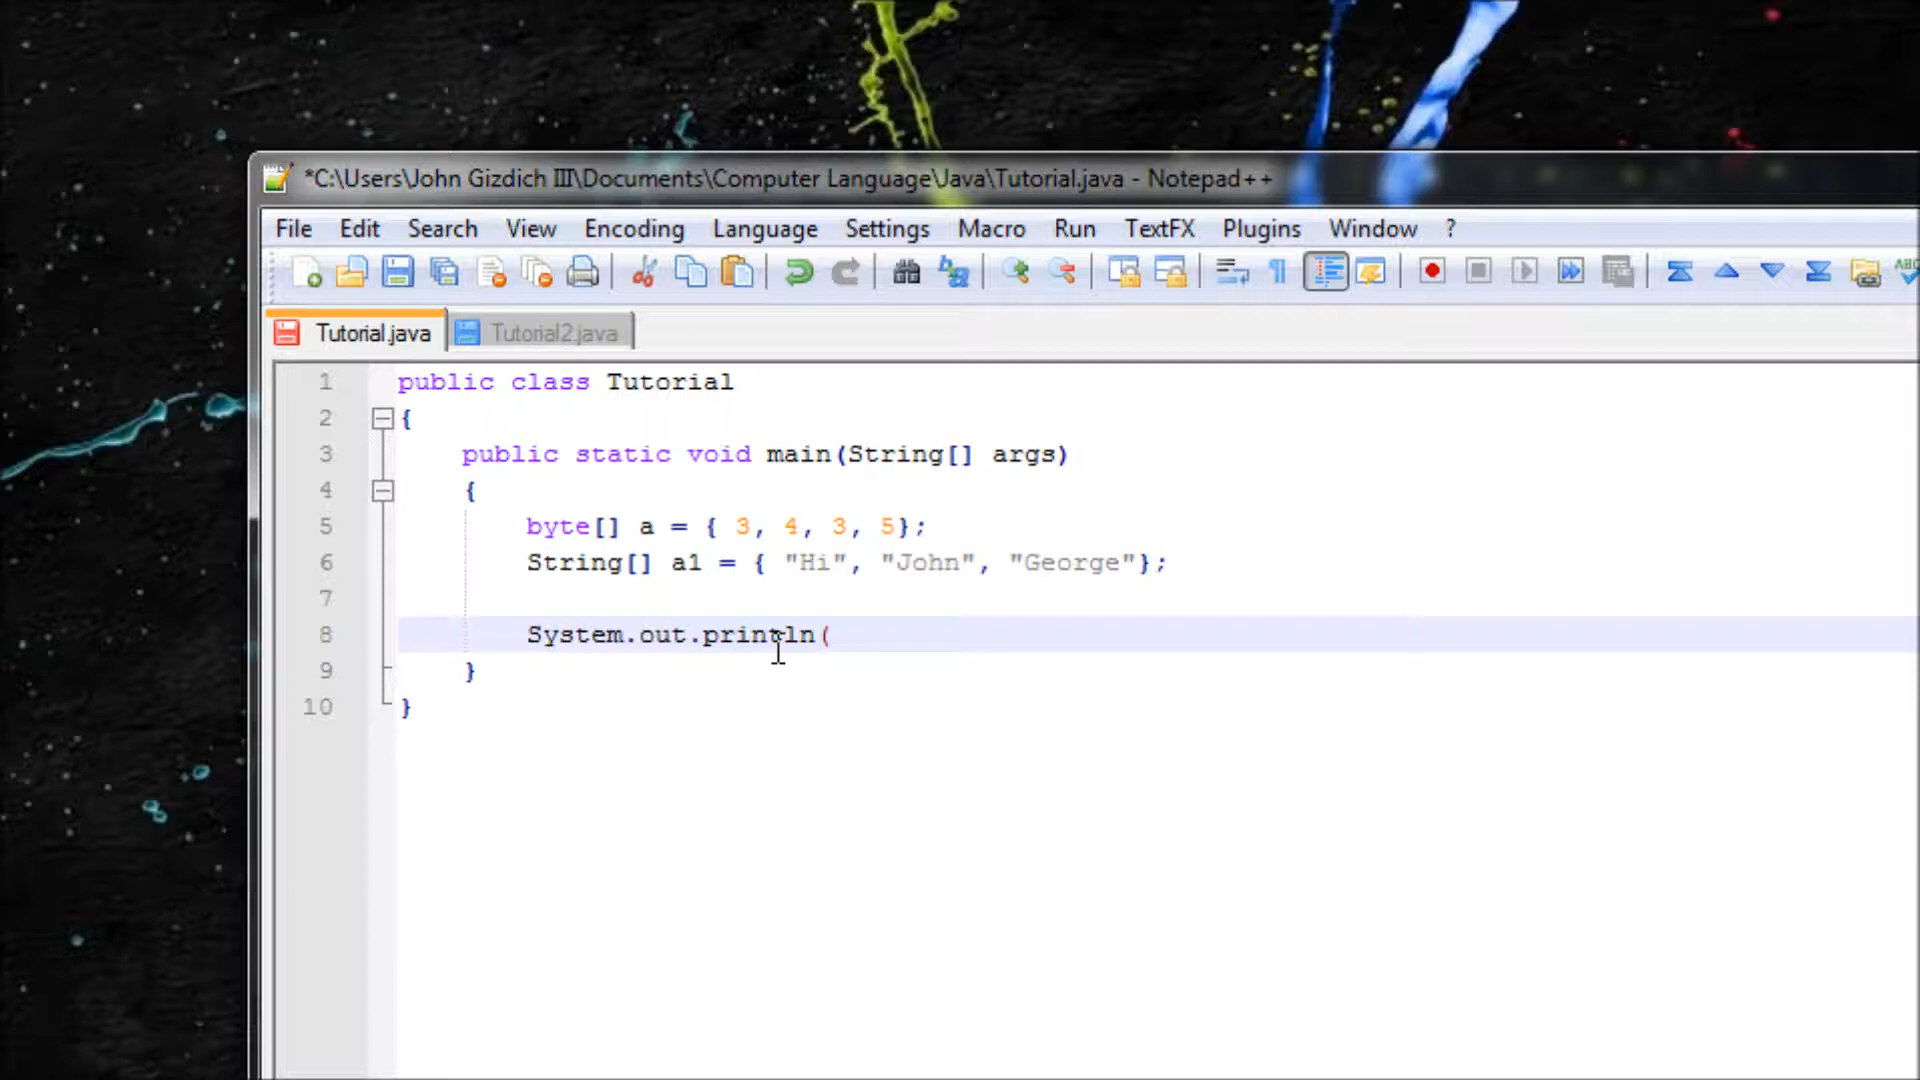 *C:\Users\John Gizdich III\Documents\Computer Language\Java\Tutorial.java - Notepad++
File Edit Search View Encoding Language Settings Macro Run TextFX Plugins Window ?
ABC
Tutorial.java Tutorial2.java
1 public class Tutorial
2 {
3 public static void main(String[] args)
4 {
5 byte[] a = { 3, 4, 3, 5};
6 String[] a1 = { "Hi", "John", "George"};
7
8 System.out.println(
9 }
10 }